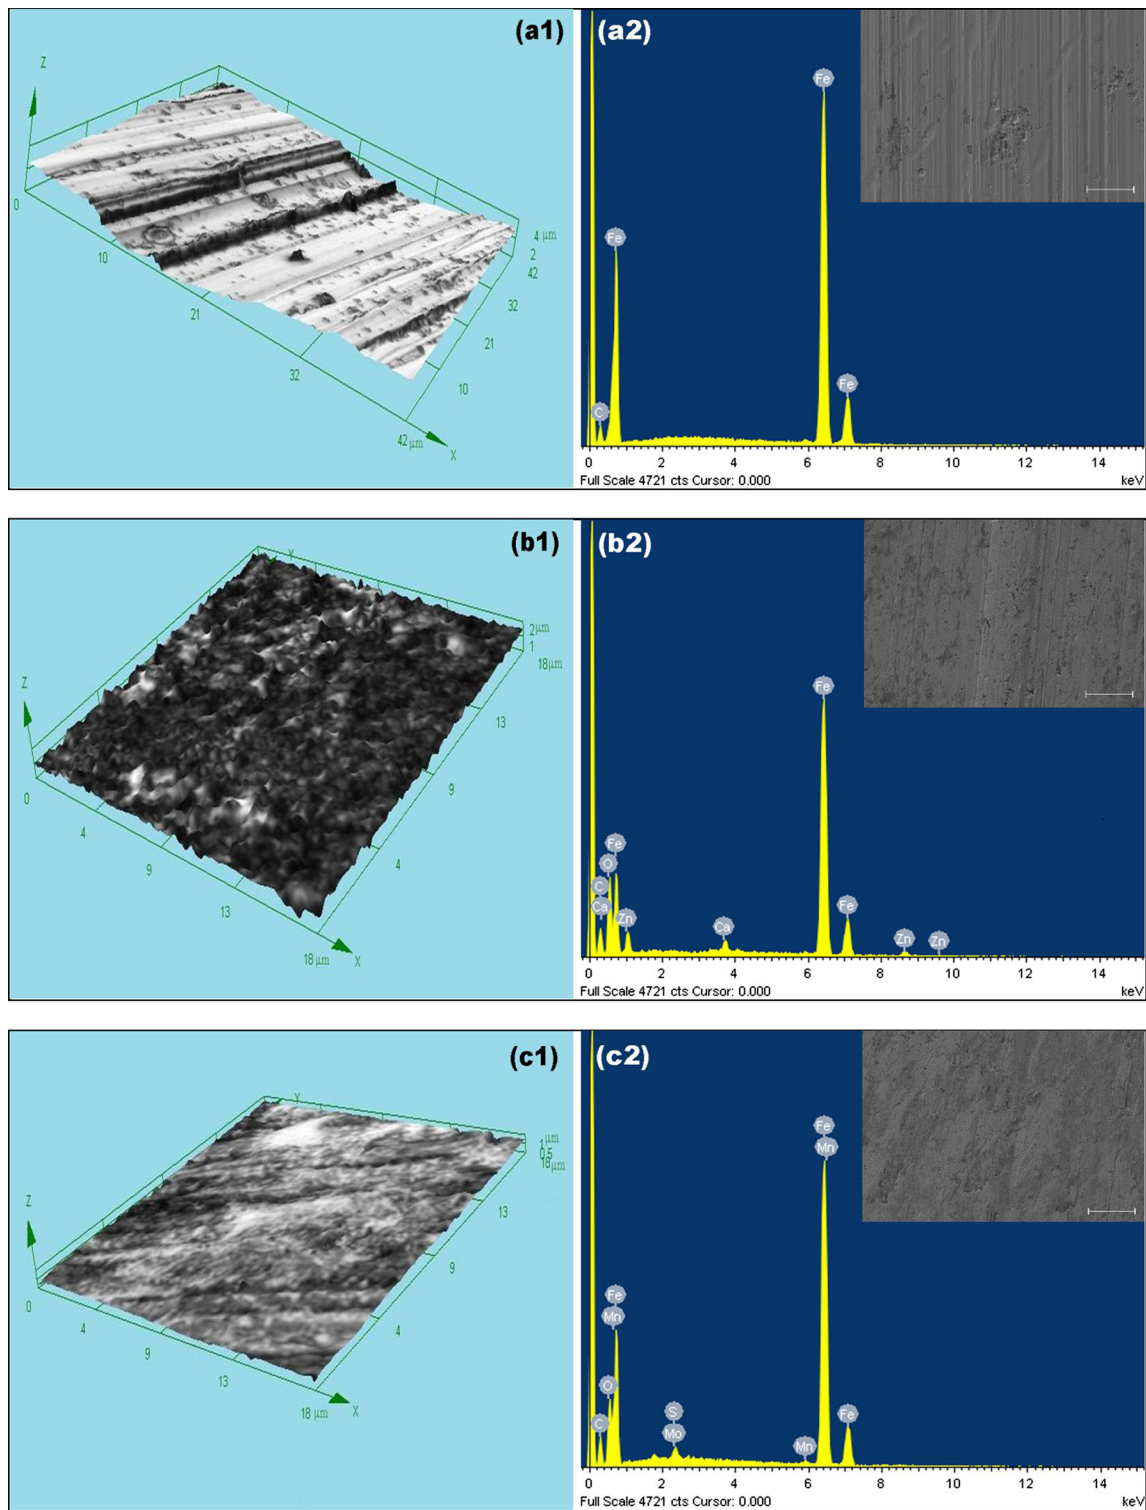 (a1)
Z
0
10
21
32
42 μm
X
4 μm
2
42
32
21
10
(a2)
Fe
Fe
Fe
C
0 2 4 6 8 10 12 14
Full Scale 4721 cts Cursor: 0.000 keV
(b1)
Y
Z
0
4
9
13
18 μm
X
2 μm
1
18 μm
13
9
4
(b2)
Fe
Fe
O
C
Ca
Zn
Ca
Fe
Zn
Zn
0 2 4 6 8 10 12 14
Full Scale 4721 cts Cursor: 0.000 keV
(c1)
Y
Z
0
4
9
13
18 μm
X
1 μm
0.5
18 μm
13
9
4
(c2)
Fe
Mn
Fe
Mn
O
C
S
Mo
Mn
Fe
0 2 4 6 8 10 12 14
Full Scale 4721 cts Cursor: 0.000 keV